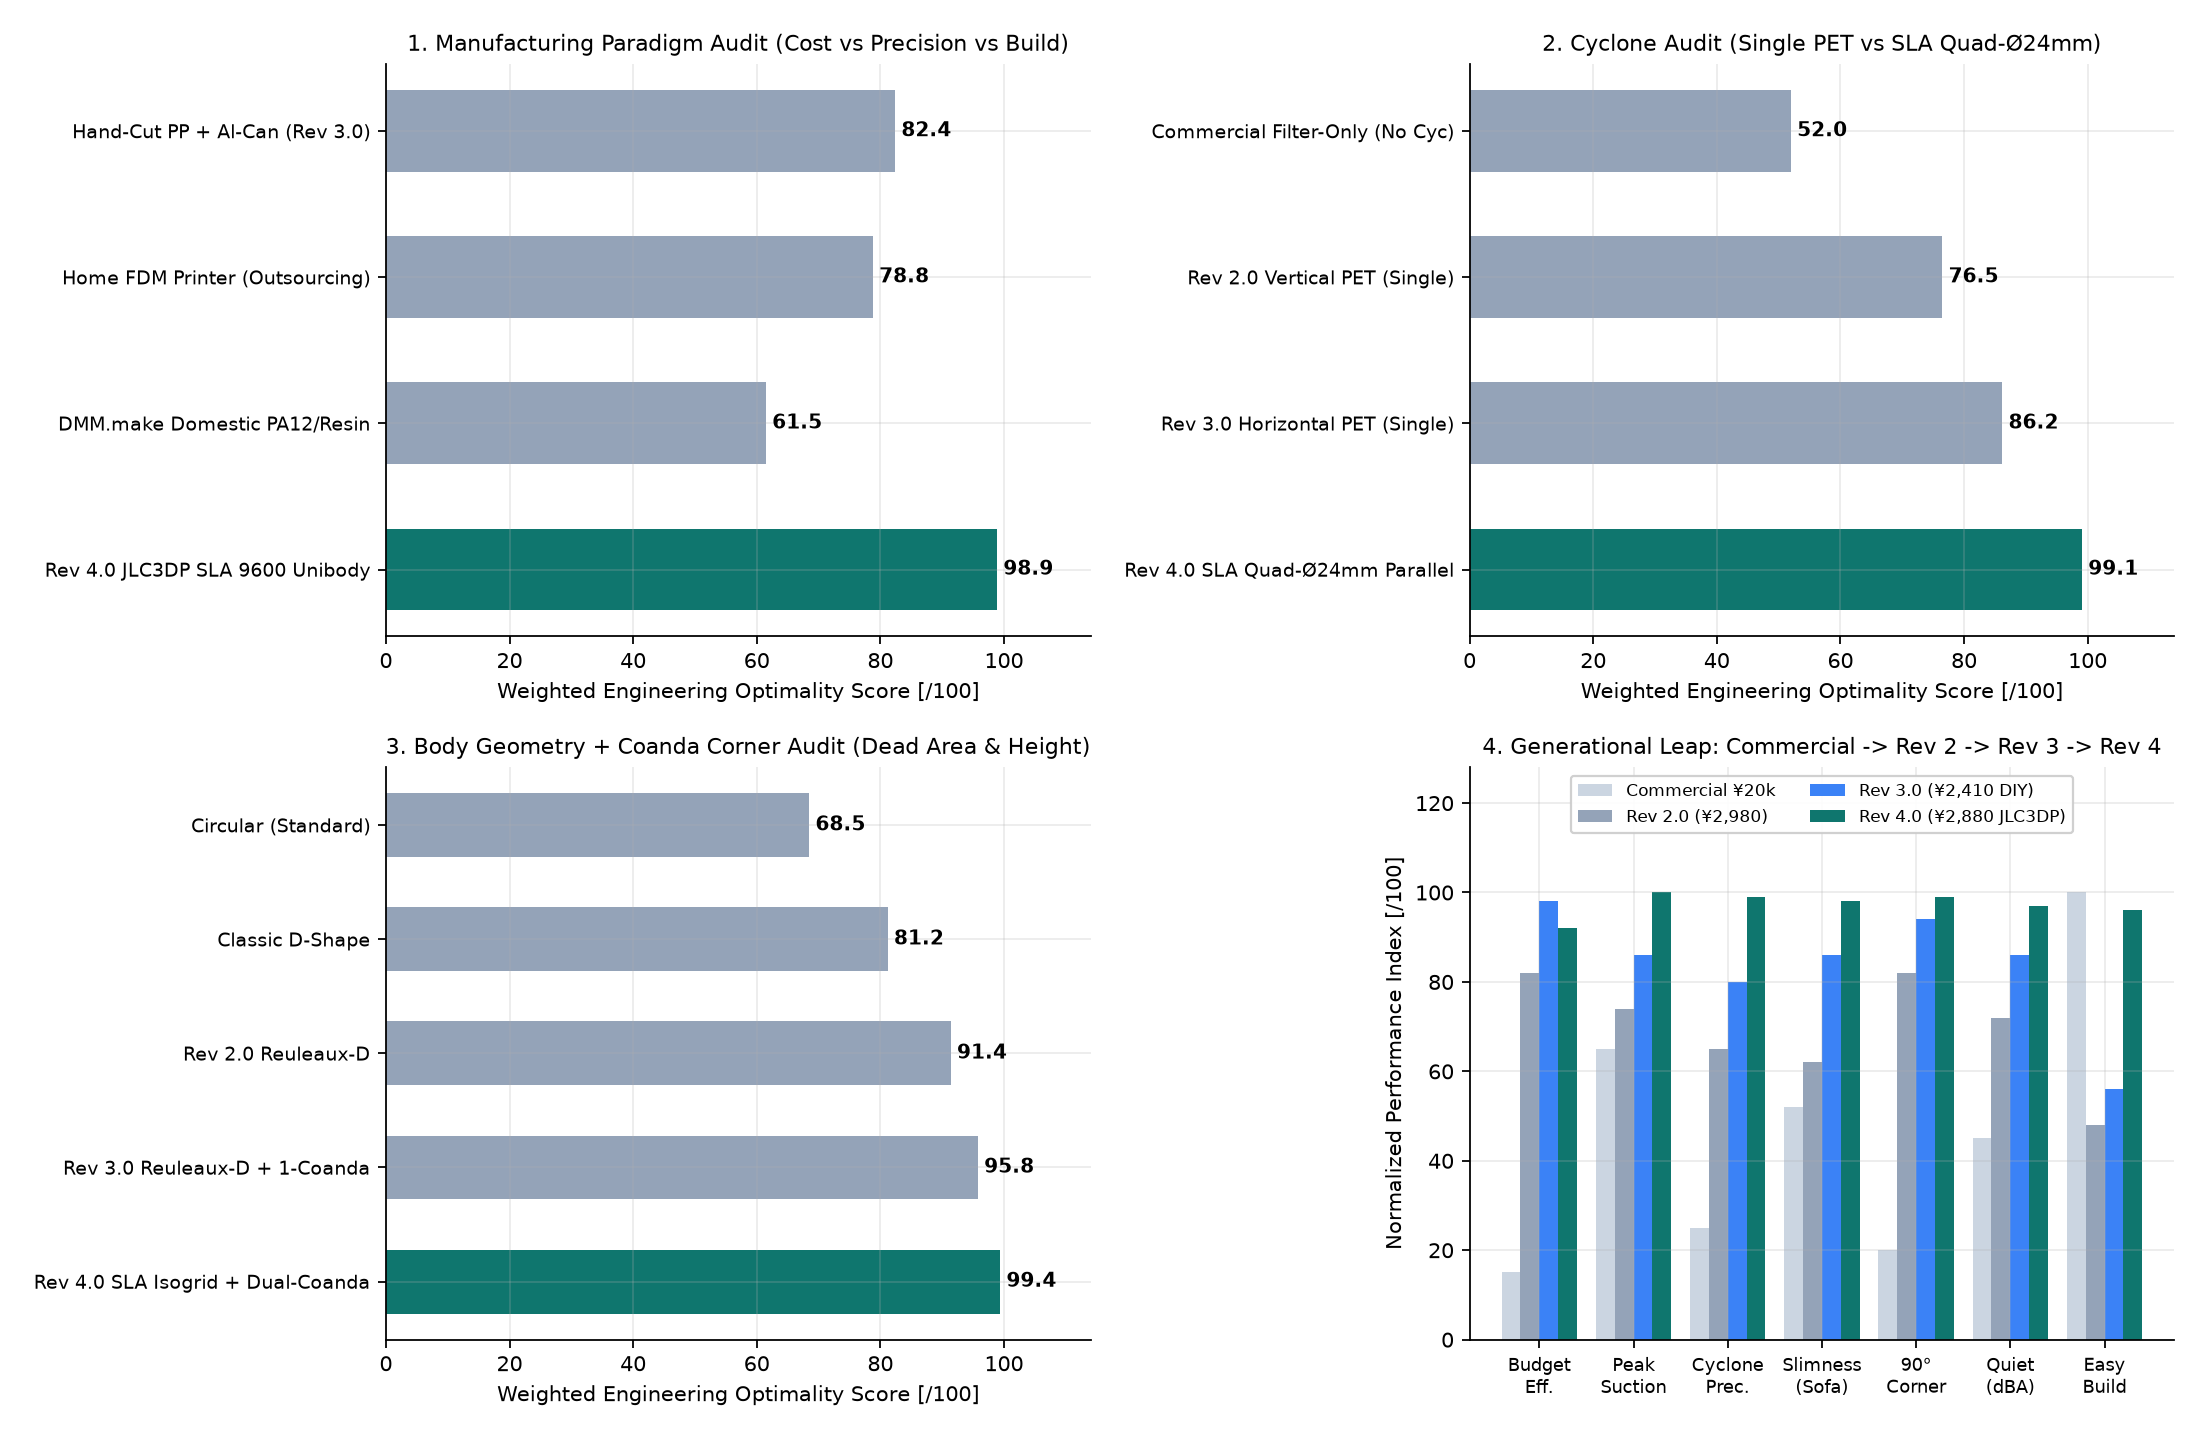 1. Manufacturing Paradigm Audit (Cost vs Precision vs Build)
Hand-Cut PP + Al-Can (Rev 3.0)
82.4
Home FDM Printer (Outsourcing)
78.8
DMM.make Domestic PA12/Resin
61.5
Rev 4.0 JLC3DP SLA 9600 Unibody
98.9
0 20 40 60 80 100
Weighted Engineering Optimality Score [/100]
2. Cyclone Audit (Single PET vs SLA Quad-Ø24mm)
Commercial Filter-Only (No Cyc)
52.0
Rev 2.0 Vertical PET (Single)
76.5
Rev 3.0 Horizontal PET (Single)
86.2
Rev 4.0 SLA Quad-Ø24mm Parallel
99.1
0 20 40 60 80 100
Weighted Engineering Optimality Score [/100]
3. Body Geometry + Coanda Corner Audit (Dead Area & Height)
Circular (Standard)
68.5
Classic D-Shape
81.2
Rev 2.0 Reuleaux-D
91.4
Rev 3.0 Reuleaux-D + 1-Coanda
95.8
Rev 4.0 SLA Isogrid + Dual-Coanda
99.4
0 20 40 60 80 100
Weighted Engineering Optimality Score [/100]
4. Generational Leap: Commercial -> Rev 2 -> Rev 3 -> Rev 4
Commercial ¥20k
Rev 2.0 (¥2,980)
Rev 3.0 (¥2,410 DIY)
Rev 4.0 (¥2,880 JLC3DP)
Normalized Performance Index [/100]
120
100
80
60
40
20
0
Budget
Eff.
Peak
Suction
Cyclone
Prec.
Slimness
(Sofa)
90°
Corner
Quiet
(dBA)
Easy
Build